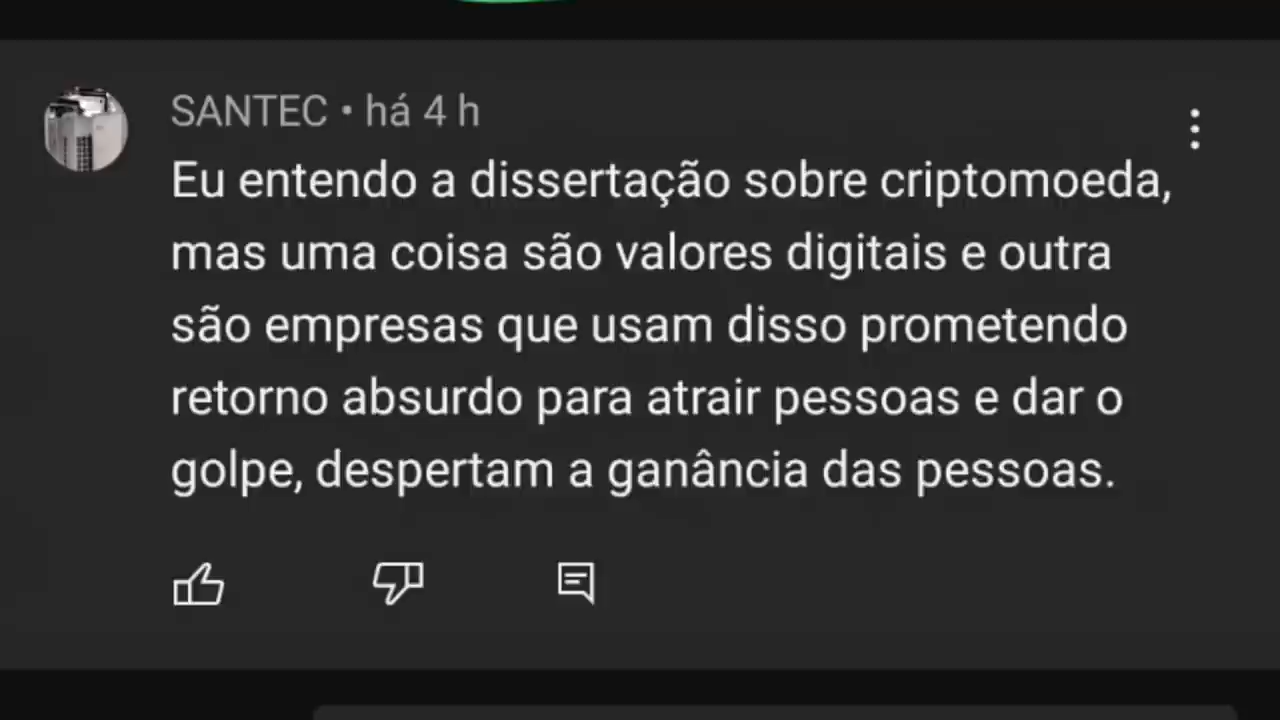 SANTEC • há 4 h
Eu entendo a dissertação sobre criptomoeda,
mas uma coisa são valores digitais e outra
são empresas que usam disso prometendo
retorno absurdo para atrair pessoas e dar o
golpe, despertam a ganância das pessoas.